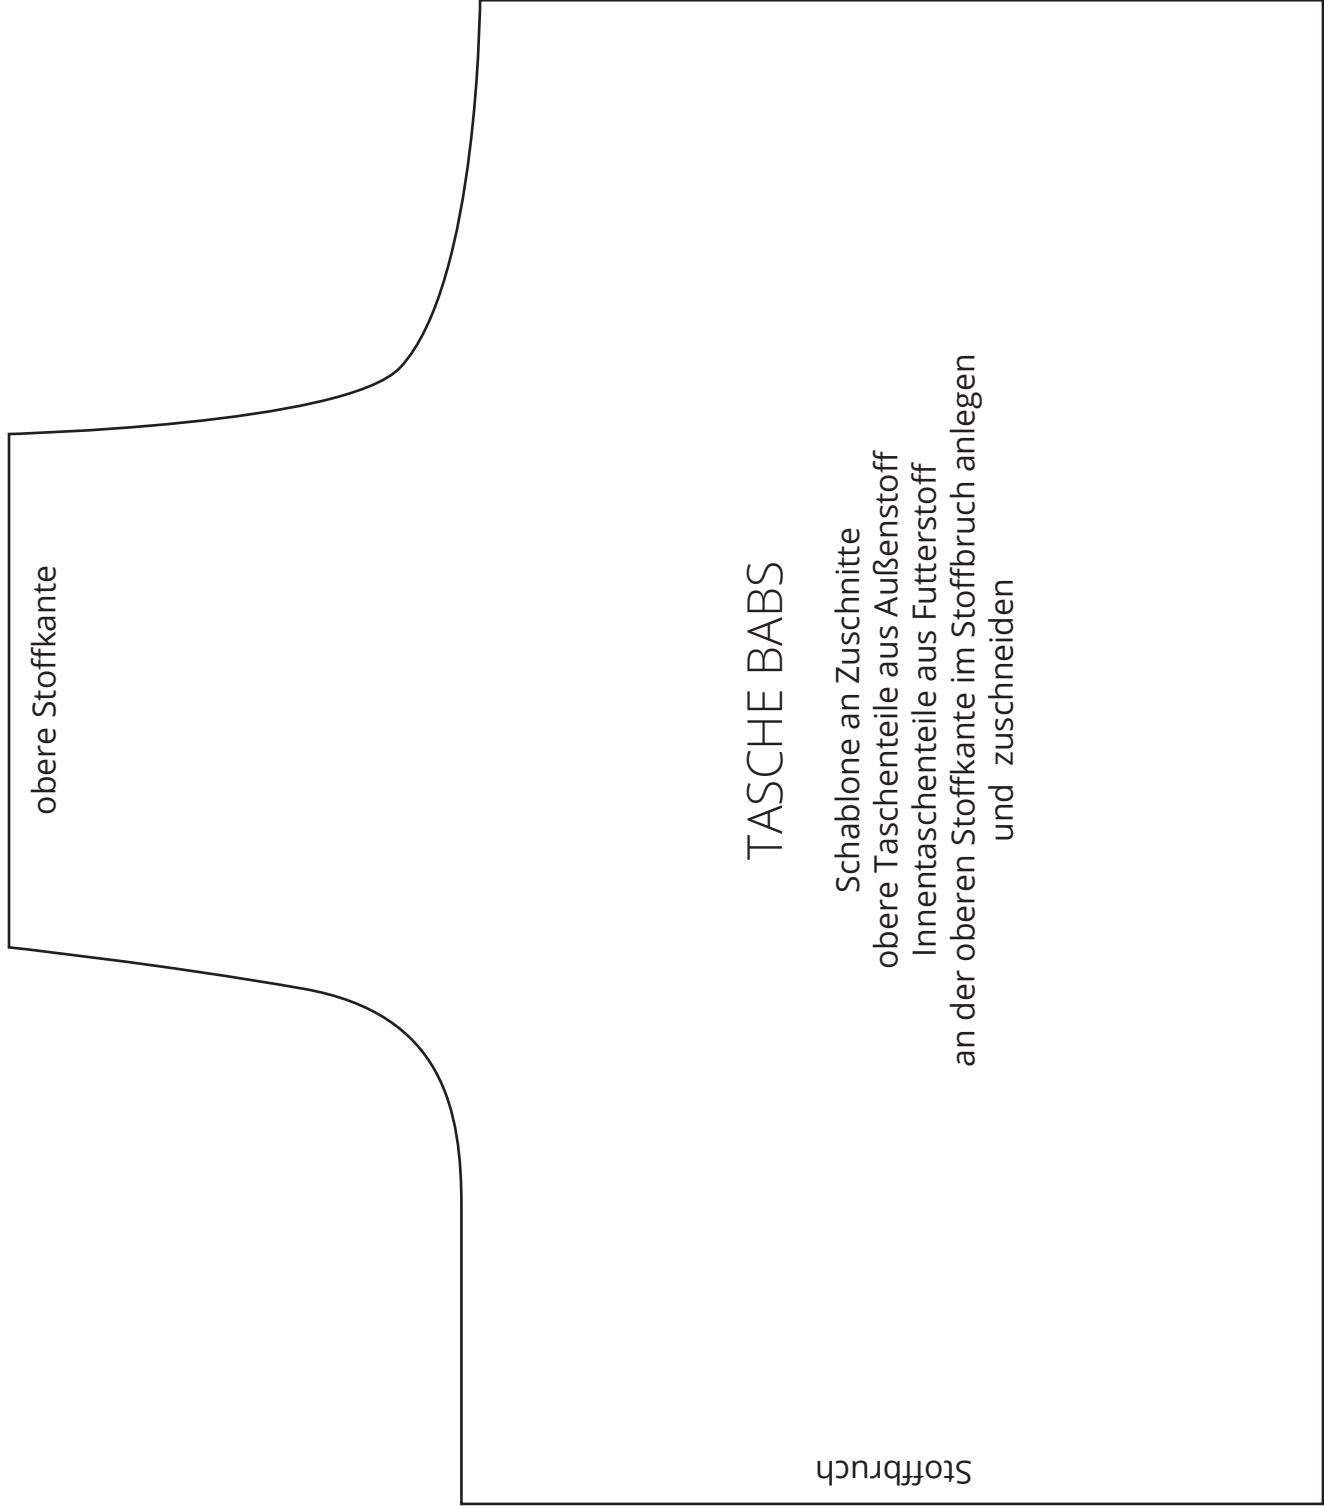 obere Stoffkante
TASCHE BABS
Schablone an Zuschnitte
obere Taschenteile aus Außenstoff
Innentaschenteile aus Futterstoff
an der oberen Stoffkante im Stoffbruch anlegen
und zuschneiden
Stoffbruch